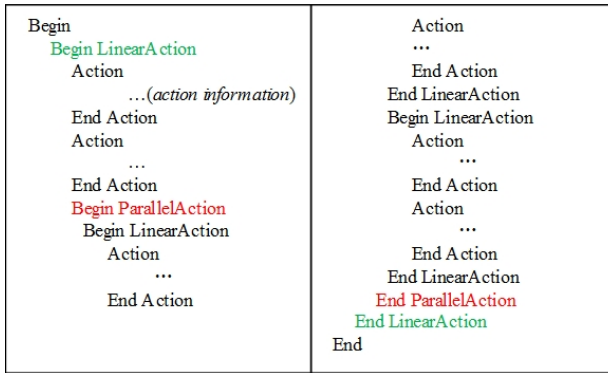 Begin
Begin LinearAction
Action
…(action information)
End Action
Action
…
End Action
Begin ParallelAction
Begin LinearAction
Action
…
End Action
Action
…
End Action
End LinearAction
Begin LinearAction
Action
…
End Action
Action
…
End Action
End LinearAction
End ParallelAction
End LinearAction
End